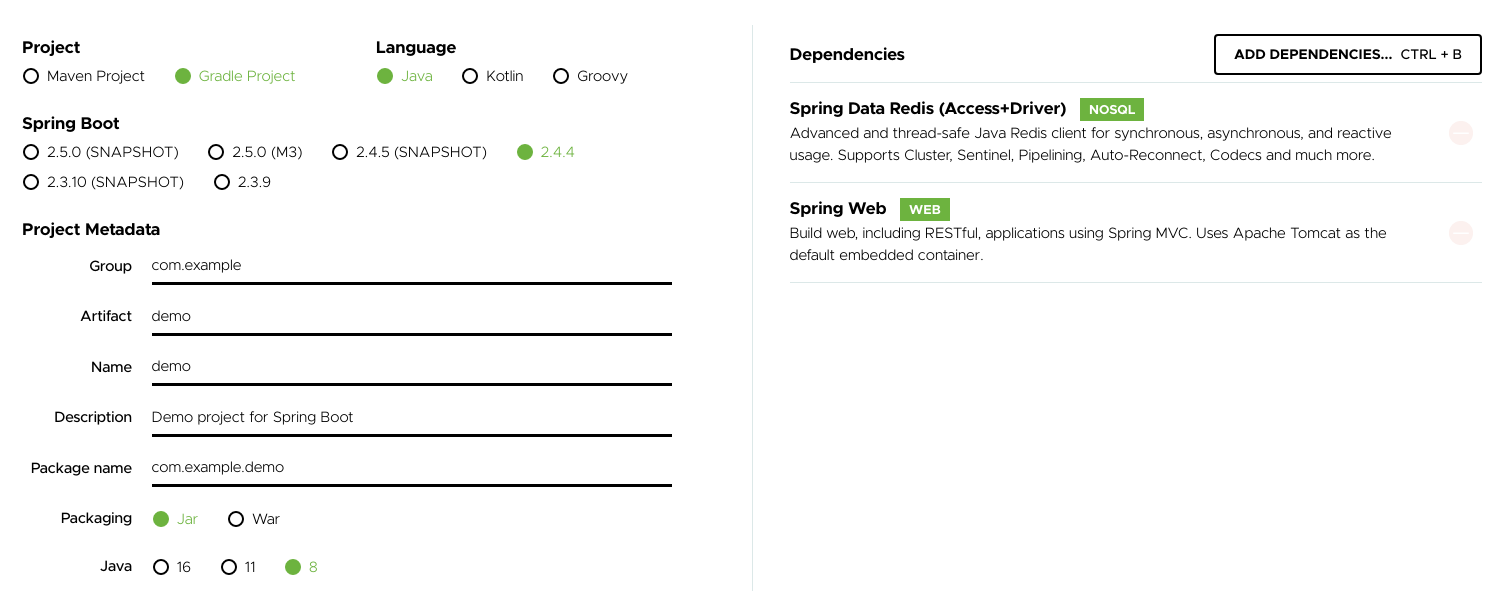 Project
Maven Project Gradle Project
Language
Java Kotlin Groovy
Spring Boot
2.5.0 (SNAPSHOT) 2.5.0 (M3) 2.4.5 (SNAPSHOT) 2.4.4
2.3.10 (SNAPSHOT) 2.3.9
Project Metadata
Group com.example
Artifact demo
Name demo
Description Demo project for Spring Boot
Package name com.example.demo
Packaging Jar War
Java 16 11 8
Dependencies
ADD DEPENDENCIES... CTRL + B
Spring Data Redis (Access+Driver) NOSQL
Advanced and thread-safe Java Redis client for synchronous, asynchronous, and reactive
usage. Supports Cluster, Sentinel, Pipelining, Auto-Reconnect, Codecs and much more.
Spring Web WEB
Build web, including RESTful, applications using Spring MVC. Uses Apache Tomcat as the
default embedded container.